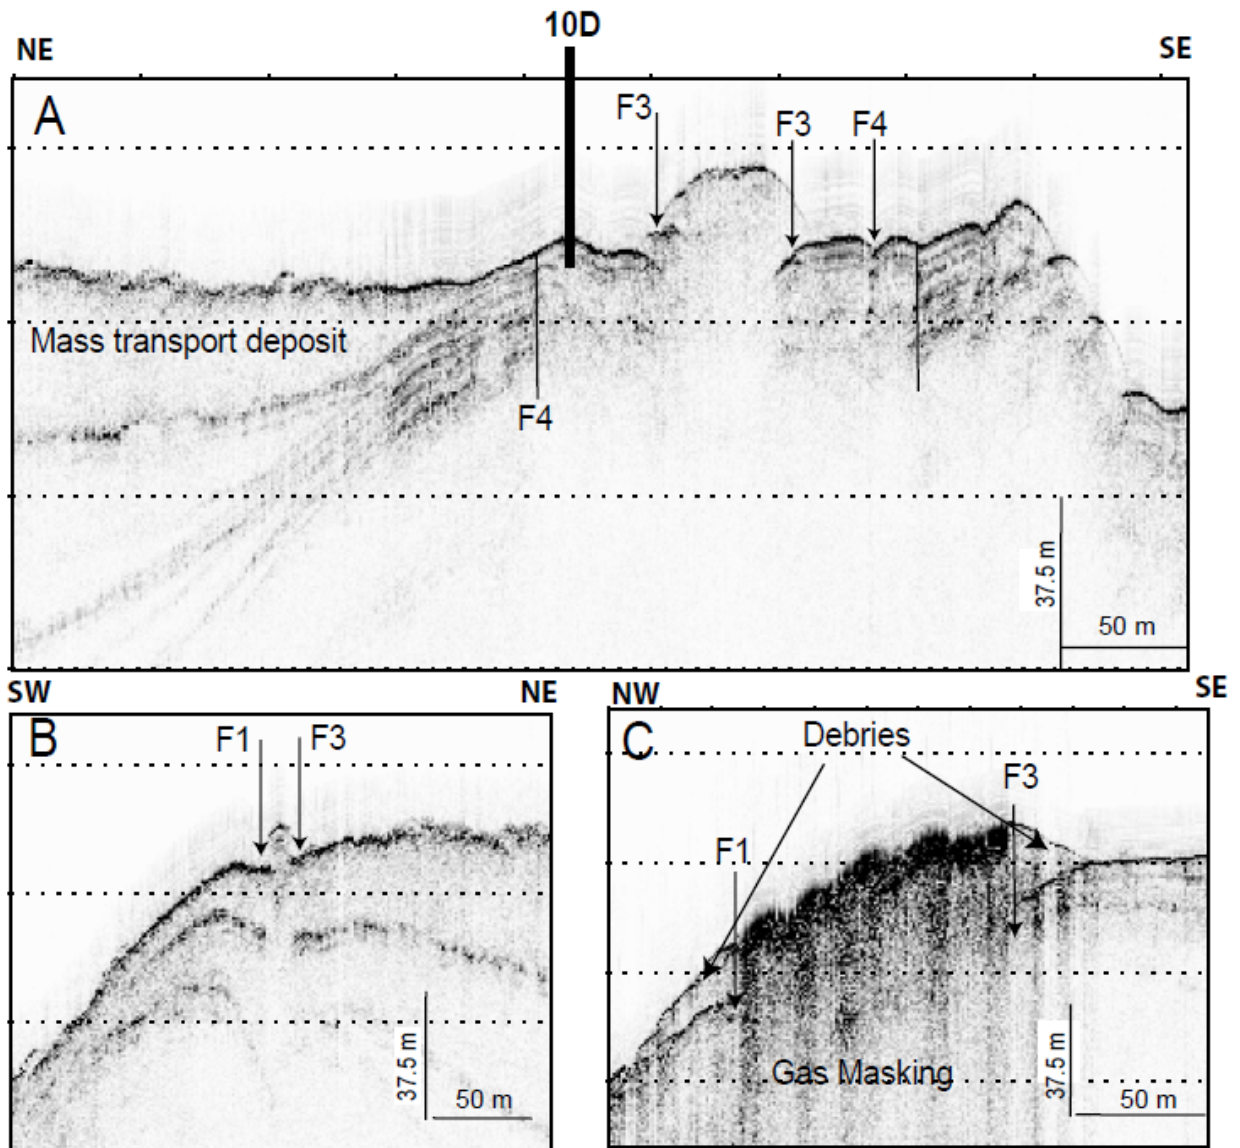 10D
NE
SE
A
F3
F3
F4
Mass transport deposit
F4
37.5 m
50 m
SW
NE
NW
SE
B
F1
F3
C
Debries
F3
F1
37.5 m
50 m
Gas Masking
37.5 m
50 m